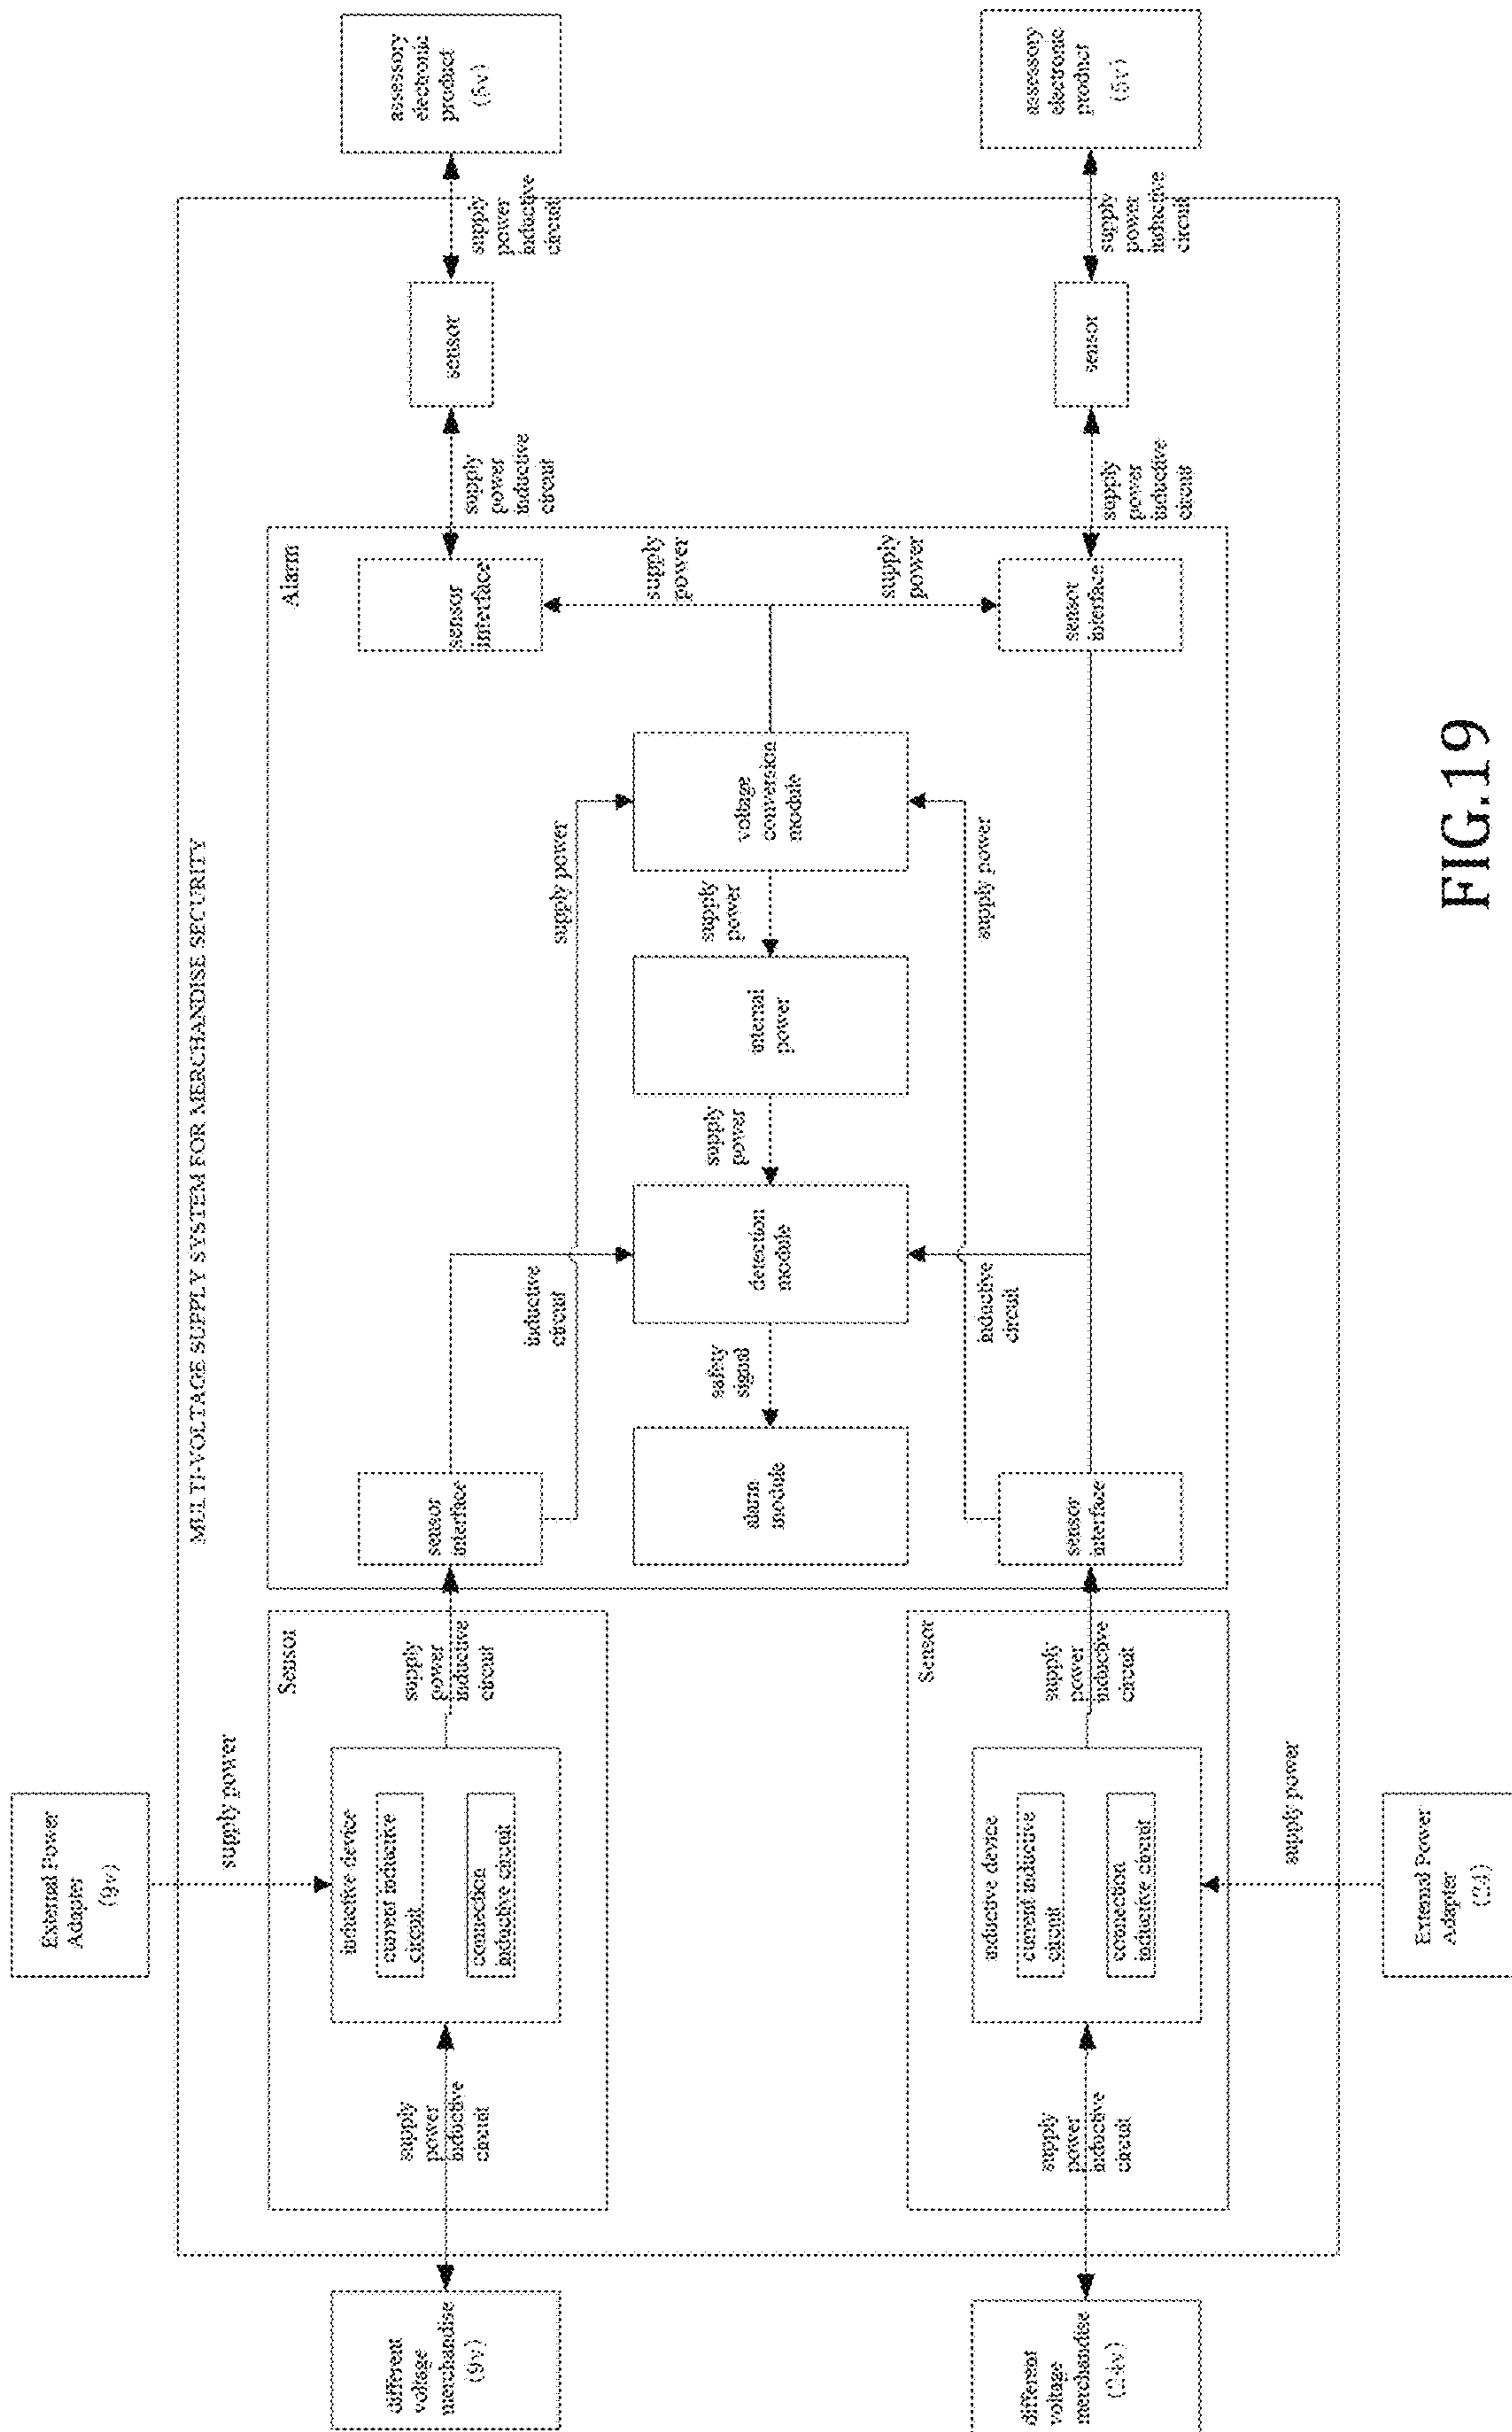 External Power
Adapter
(9v)
supply power
MULTI-VOLTAGE SUPPLY SYSTEM FOR MERCHANDISE SECURITY
Sensor
Alarm
different
voltage
merchandise
(9v)
supply
power
inductive
circuit
inductive device
current inductive
circuit
connection
inductive circuit
supply
power
inductive
circuit
sensor
interface
inductive
circuit
supply power
sensor
interface
supply
power
inductive
circuit
sensor
supply
power
inductive
circuit
assessory
electronic
product
(5v)
alarm
module
safety
signal
detection
module
supply
power
internal
power
supply
power
voltage
conversion
module
supply
power
supply
power
Sensor
different
voltage
merchandise
(24v)
supply
power
inductive
circuit
inductive device
current inductive
circuit
connection
inductive circuit
supply
power
inductive
circuit
sensor
interface
inductive
circuit
supply power
sensor
interface
supply
power
inductive
circuit
sensor
supply
power
inductive
circuit
assessory
electronic
product
(5v)
supply power
External Power
Adapter
(24)
FIG.19